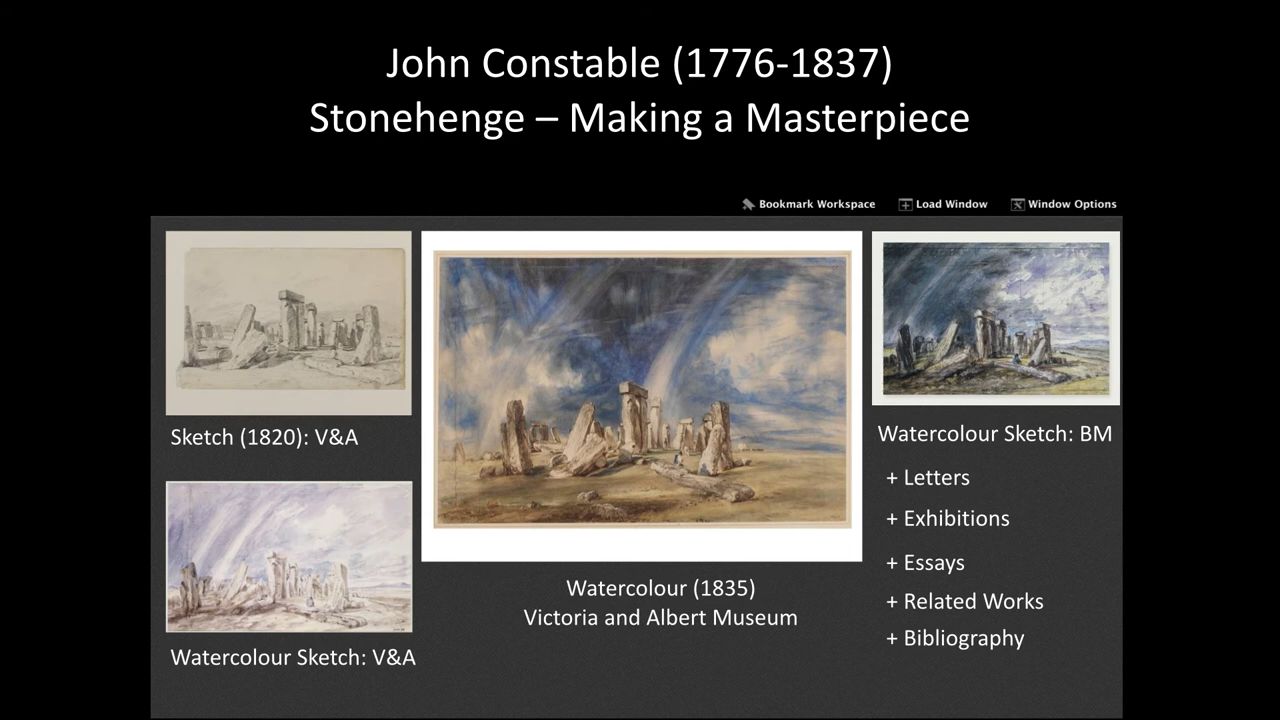 John Constable (1776-1837)
Stonehenge – Making a Masterpiece
Bookmark Workspace
Load Window
Window Options
Sketch (1820): V&A
Watercolour Sketch: V&A
Watercolour (1835)
Victoria and Albert Museum
Watercolour Sketch: BM
+ Letters
+ Exhibitions
+ Essays
+ Related Works
+ Bibliography